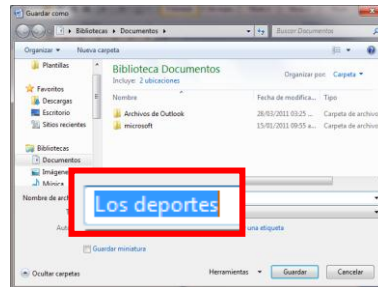 Guardar como
Bibliotecas ▸ Documentos ▸
Buscar Documentos
Organizar
Nueva carpeta
Plantillas
Favoritos
Descargas
Escritorio
Sitios recientes
Bibliotecas
Documentos
Imágene
Música
Biblioteca Documentos
Incluye: 2 ubicaciones
Organizar por: Carpeta
Nombre
Fecha de modifica...
Tipo
Archivos de Outlook
28/03/2011 03:25 ...
Carpeta de archivo
microsoft
15/01/2011 09:55 a...
Carpeta de archivo
Nombre de arch
Los deportes
T
Aut
una etiqueta
Guardar miniatura
Ocultar carpetas
Herramientas
Guardar
Cancelar